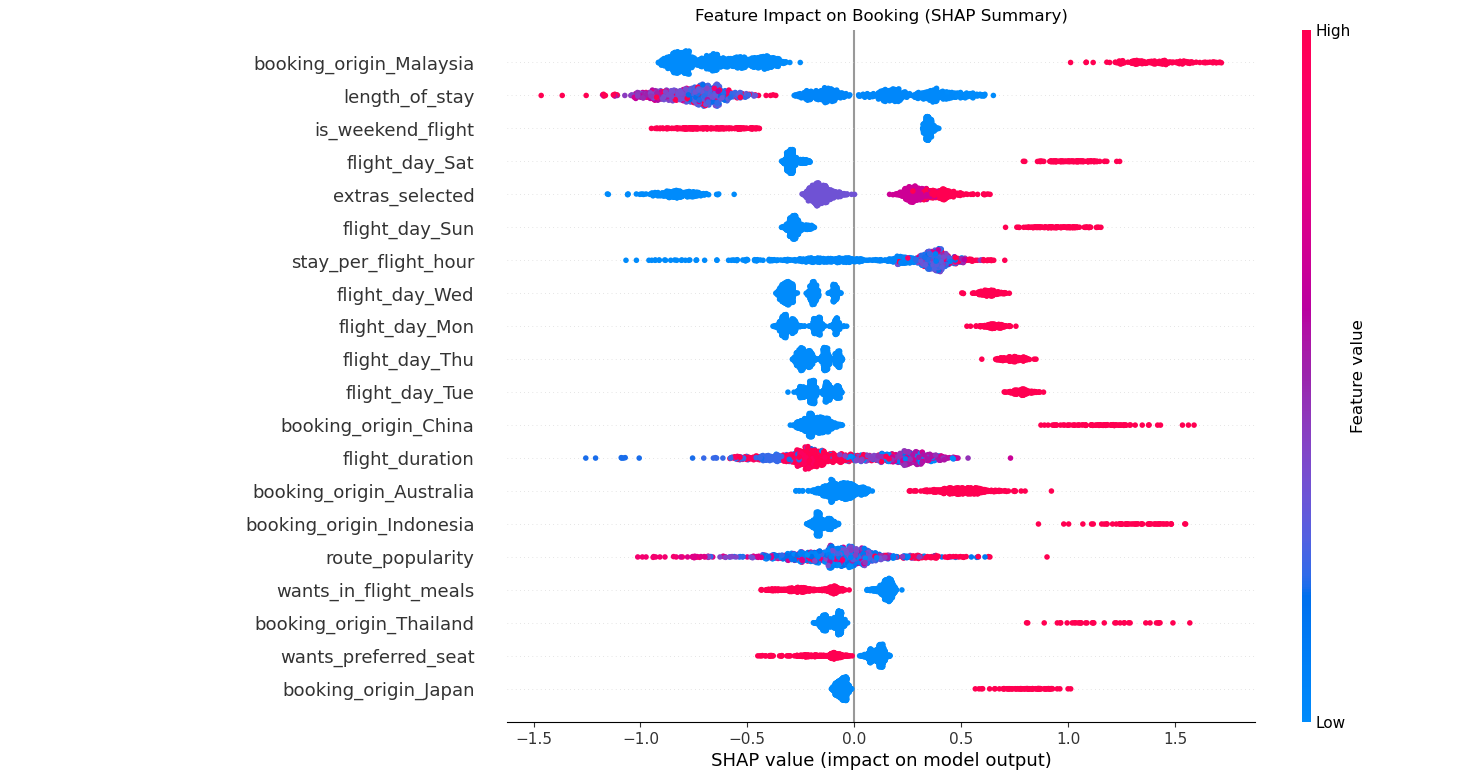 Feature Impact on Booking (SHAP Summary)
High
booking_origin_Malaysia
length_of_stay
is_weekend_flight
flight_day_Sat
extras_selected
flight_day_Sun
stay_per_flight_hour
flight_day_Wed
flight_day_Mon
flight_day_Thu
flight_day_Tue
booking_origin_China
flight_duration
booking_origin_Australia
booking_origin_Indonesia
route_popularity
wants_in_flight_meals
booking_origin_Thailand
wants_preferred_seat
booking_origin_Japan
Feature value
Low
−1.5 −1.0 −0.5 0.0 0.5 1.0 1.5
SHAP value (impact on model output)